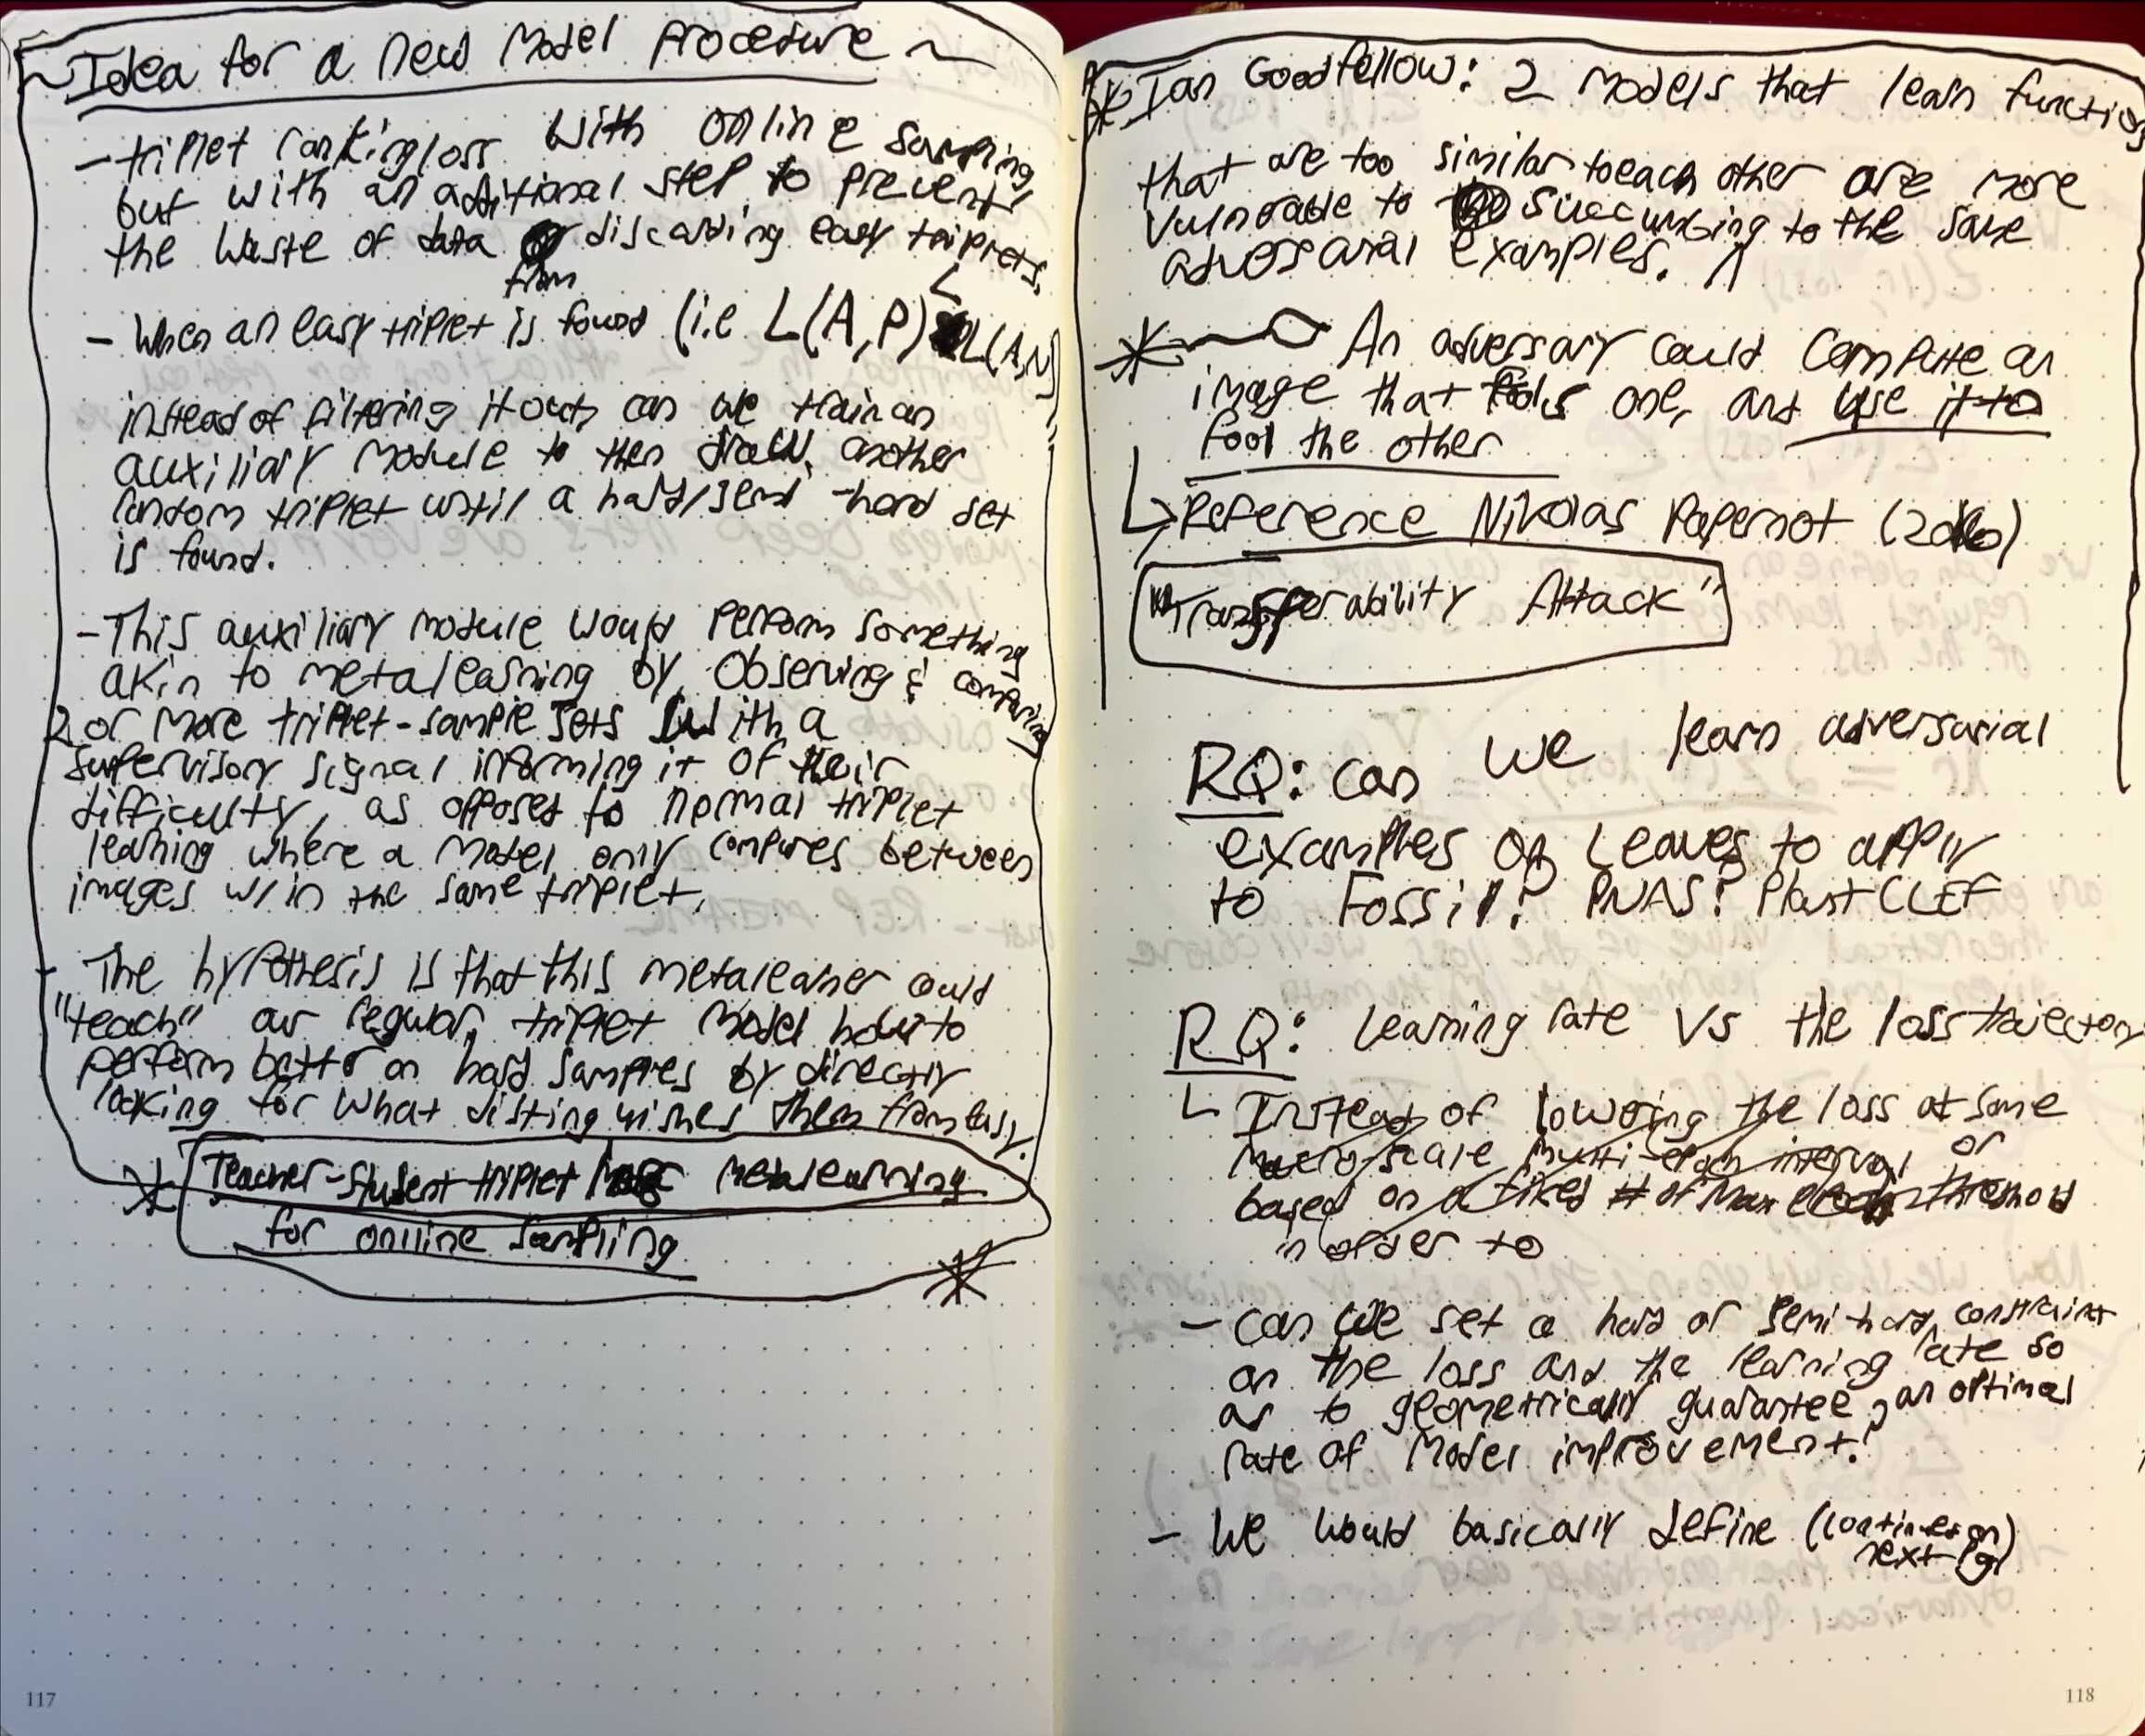 ~ Idea for a new Model Procedure ~
- triplet ranking loss with online sampling,
but with an additional step to prevent
the waste of data discarding easy triplets.
from
- When an easy triplet is found (i.e L(A,P) < L(A,N)
instead of filtering it out, can we train an
auxiliary module to then draw another
random triplet until a hard/semi-hard set
is found.
- This auxiliary module would perform something
akin to metalearning by observing & comparing
2 or more triplet-sample sets with a
supervisory signal informing it of their
difficulty, as opposed to normal triplet
learning where a model only compares between
images w/in the same triplet.
- The hypothesis is that this metalearner could
"teach" our regular triplet model how to
perform better on hard samples by directly
looking for what distinguishes them from easy.
* Teacher-Student triplet metalearning
for online sampling *
117
* Ian Goodfellow: 2 models that learn functions
that are too similar to each other are more
vulnerable to succumbing to the same
adversarial examples.
* An adversary could compute an
image that fools one, and use it to
fool the other
↳ Reference Nikolas Papernot (2016)
"Transferability Attack"
RQ: can we learn adversarial
examples of Leaves to apply
to Fossil? PNAS? PlantCLEF
RQ: Learning rate vs the loss trajectory
↳ Instead of lowering the loss at some
macro-scale multi-epoch interval or
based on a fixed # of max threshold
in order to
- can we set a hard or semi-hard constraint
on the loss and the learning rate so
as to geometrically guarantee an optimal
rate of model improvement?
- We would basically define (continued on
next pg)
118